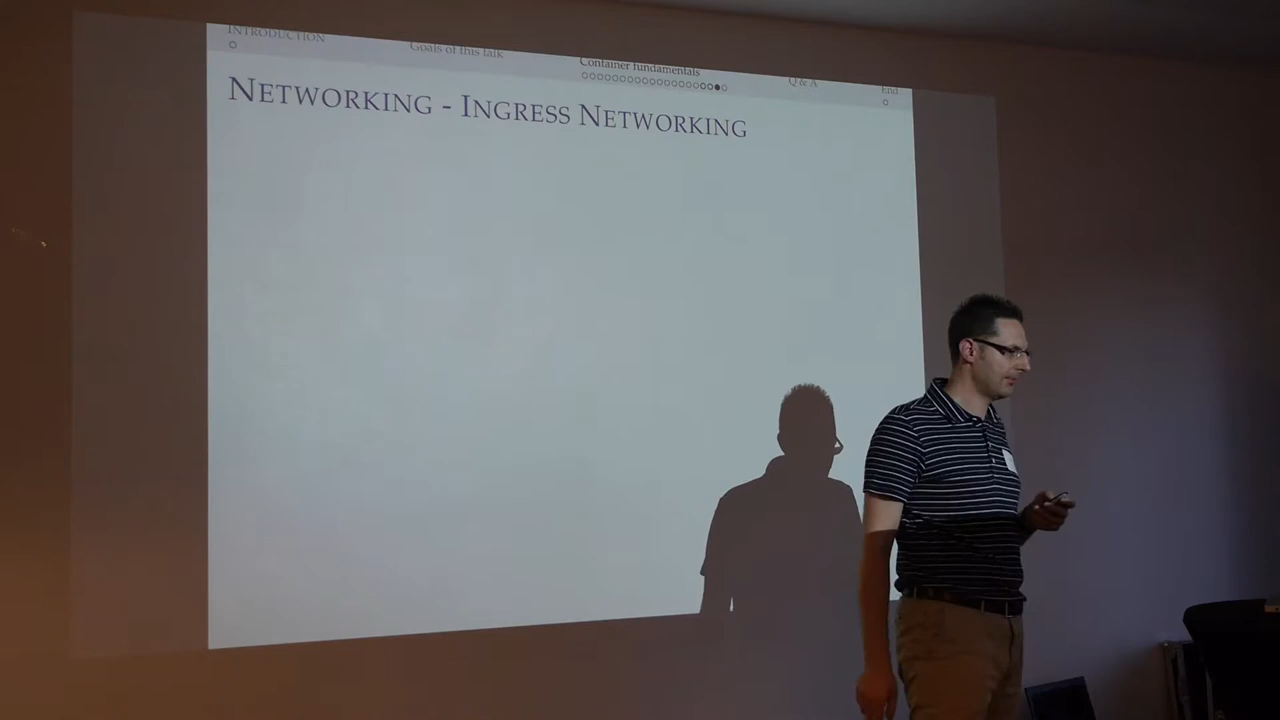 INTRODUCTION
Goals of this talk
Container fundamentals
Q & A
End
NETWORKING - INGRESS NETWORKING